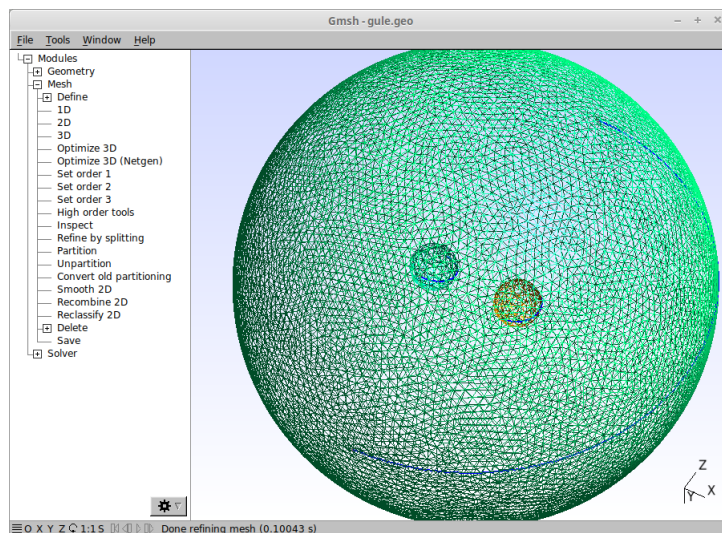 Gmsh - gule.geo
File Tools Window Help
Modules
Geometry
Mesh
Define
1D
2D
3D
Optimize 3D
Optimize 3D (Netgen)
Set order 1
Set order 2
Set order 3
High order tools
Inspect
Refine by splitting
Partition
Unpartition
Convert old partitioning
Smooth 2D
Recombine 2D
Reclassify 2D
Delete
Save
Solver
Z
X
Y
O X Y Z 1:1 S Done refining mesh (0.10043 s)